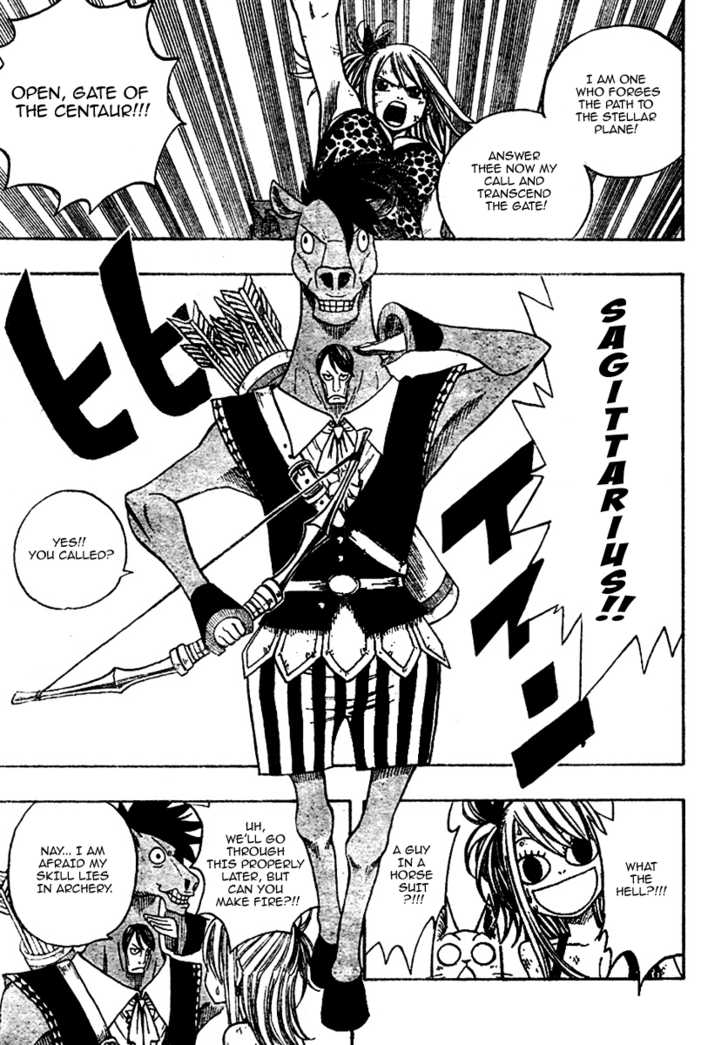 I AM ONE
WHO FORGES
THE PATH TO
THE STELLAR
PLANE!
ANSWER
THEE NOW MY
CALL AND
TRANSCEND
THE GATE!
OPEN, GATE OF
THE CENTAUR!!!
SAGITTARIUS!!
ヒヒイイン
YES!!
YOU CALLED?
WHAT
THE
HELL?!!!
A GUY
IN A
HORSE
SUIT
?!!!
UH,
WE'LL GO
THROUGH
THIS PROPERLY
LATER, BUT
CAN YOU
MAKE FIRE?!!
NAY... I AM
AFRAID MY
SKILL LIES
IN ARCHERY.